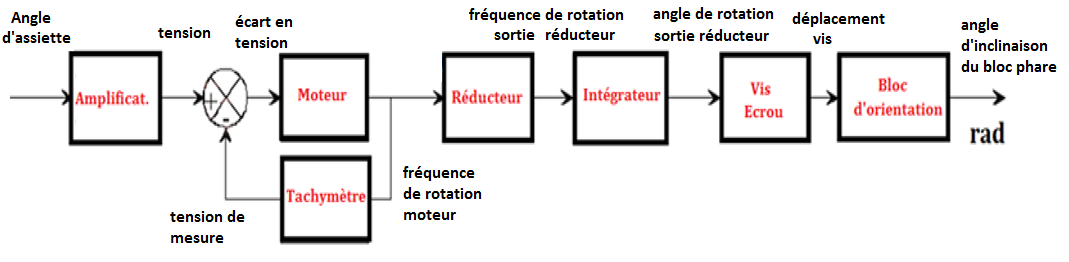 Angle
d'assiette
Amplificat.
tension
écart en
tension
+
-
Moteur
Tachymètre
tension de
mesure
fréquence
de rotation
moteur
Réducteur
fréquence de rotation
sortie réducteur
Intégrateur
angle de rotation
sortie réducteur
Vis
Ecrou
déplacement
vis
Bloc
d'orientation
angle
d'inclinaison
du bloc phare
rad